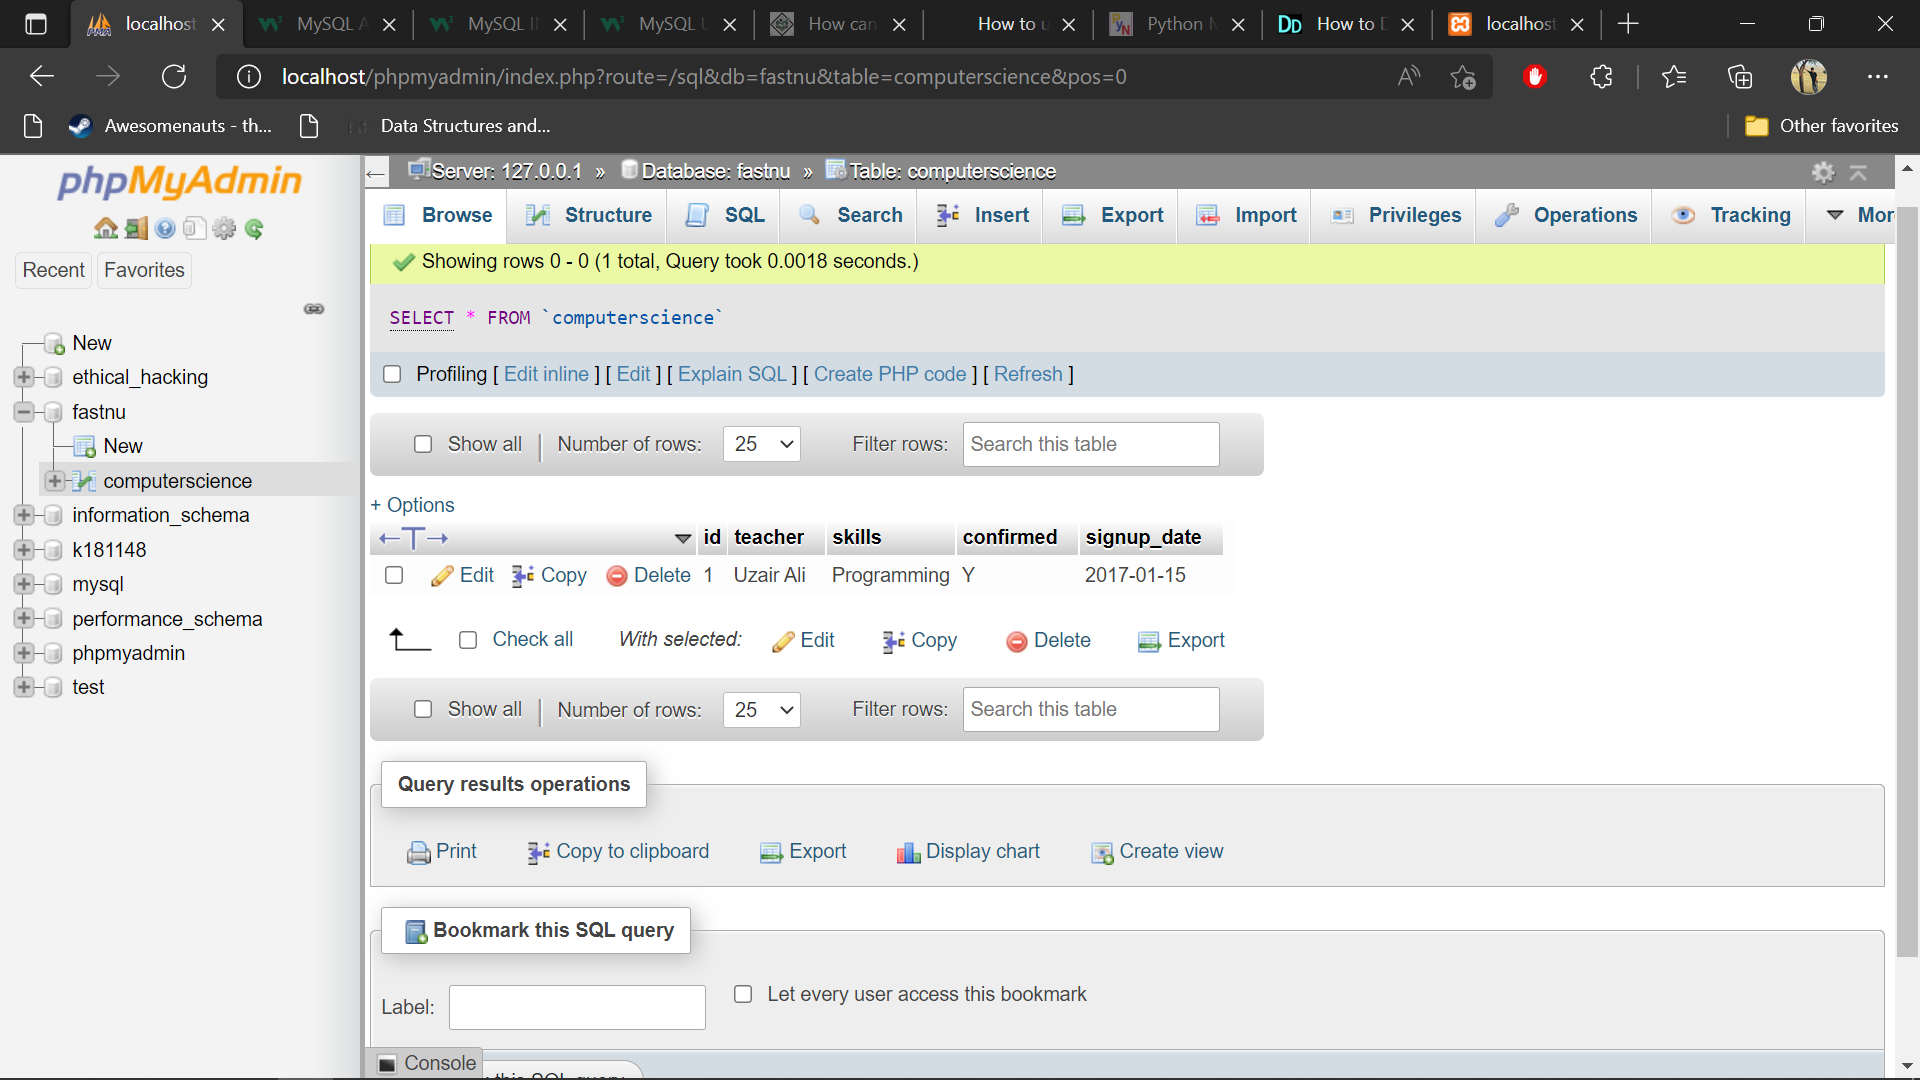 localhost
MySQL A
MySQL IN
MySQL U
How can
How to u
Python M
DD How to D
localhost
localhost/phpmyadmin/index.php?route=/sql&db=fastnu&table=computerscience&pos=0
Awesomenauts - th...
Data Structures and...
Other favorites
phpMyAdmin
Recent
Favorites
New
ethical_hacking
fastnu
New
computerscience
information_schema
k181148
mysql
performance_schema
phpmyadmin
test
Server: 127.0.0.1 » Database: fastnu » Table: computerscience
Browse Structure SQL Search Insert Export Import Privileges Operations Tracking Mor
Showing rows 0 - 0 (1 total, Query took 0.0018 seconds.)
SELECT * FROM `computerscience`
Profiling [ Edit inline ] [ Edit ] [ Explain SQL ] [ Create PHP code ] [ Refresh ]
Show all | Number of rows: 25 Filter rows: Search this table
+ Options
←T→ id teacher skills confirmed signup_date
Edit Copy Delete 1 Uzair Ali Programming Y 2017-01-15
Check all With selected: Edit Copy Delete Export
Show all | Number of rows: 25 Filter rows: Search this table
Query results operations
Print Copy to clipboard Export Display chart Create view
Bookmark this SQL query
Label: Let every user access this bookmark
Console
this SQL query